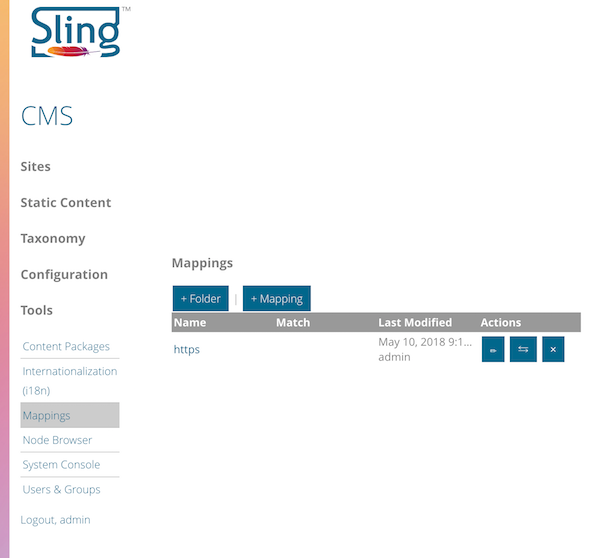 Sling™
CMS
Sites
Static Content
Taxonomy
Configuration
Tools
Content Packages
Internationalization
(i18n)
Mappings
Node Browser
System Console
Users & Groups
Logout, admin
Mappings
+ Folder | + Mapping
Name Match Last Modified Actions
https May 10, 2018 9:1...
admin